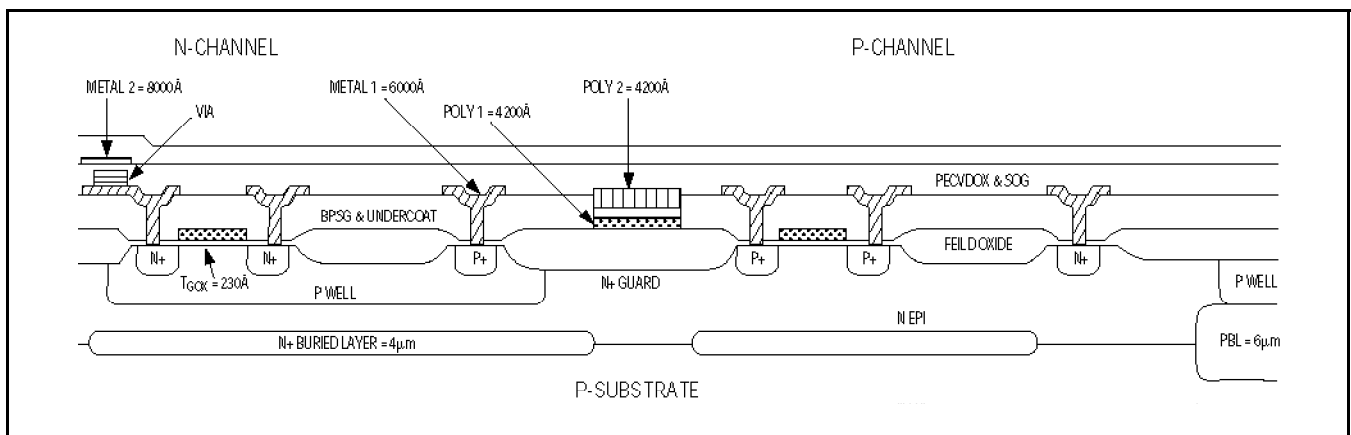 N-CHANNEL
P-CHANNEL
METAL 2 = 8000Å
VIA
METAL 1 = 6000Å
POLY 1 = 4200Å
POLY 2 = 4200Å
PECVDOX & SOG
BPSG & UNDERCOAT
FEILD OXIDE
N+
N+
P+
P+
P+
N+
TGOX = 230Å
P WELL
N+ GUARD
P WELL
N EPI
N+ BURIED LAYER = 4μm
PBL = 6μm
P-SUBSTRATE